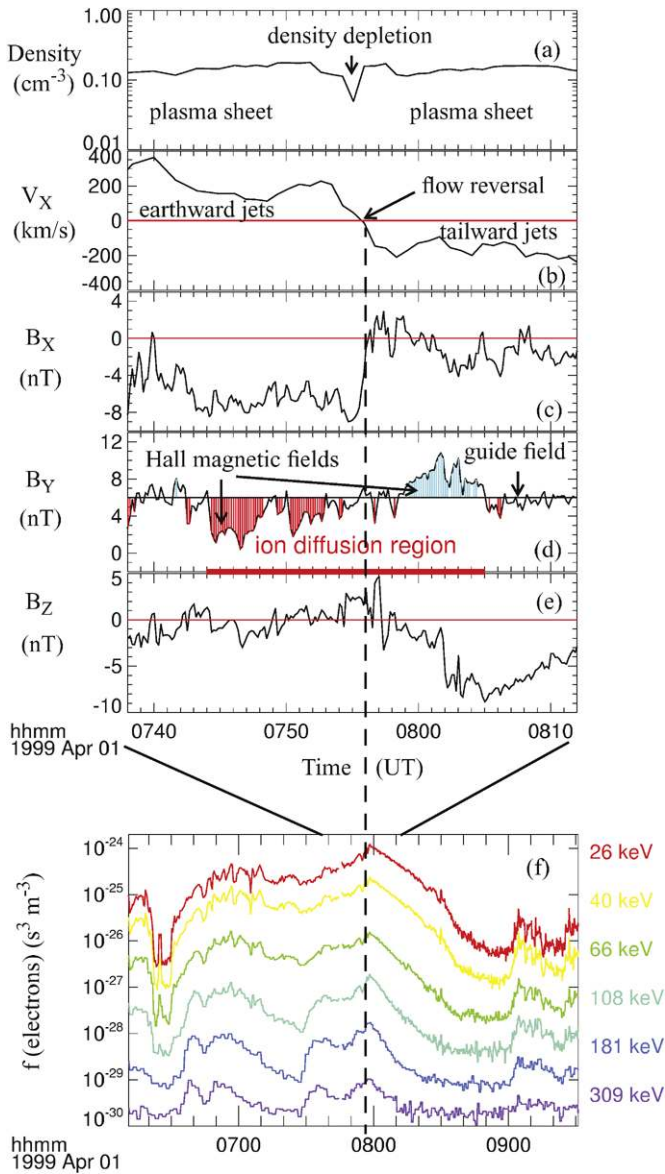 1.00
density depletion
(a)
Density
(cm-3)
0.10
plasma sheet plasma sheet
0.01
400
VX
200
flow reversal
(km/s)
0
earthward jets
tailward jets
-200
(b)
-400
4
BX
0
(nT)
-4
-8
(c)
12
BY
Hall magnetic fields guide field
8
(nT)
4
ion diffusion region
(d)
0
5
BZ
(e)
0
(nT)
-5
-10
hhmm
0740 0750 0800 0810
1999 Apr 01
Time (UT)
f (electrons) (s3 m-3)
10-24
(f)
26 keV
10-25
40 keV
10-26
66 keV
10-27
108 keV
10-28
181 keV
10-29
309 keV
10-30
hhmm
0700 0800 0900
1999 Apr 01